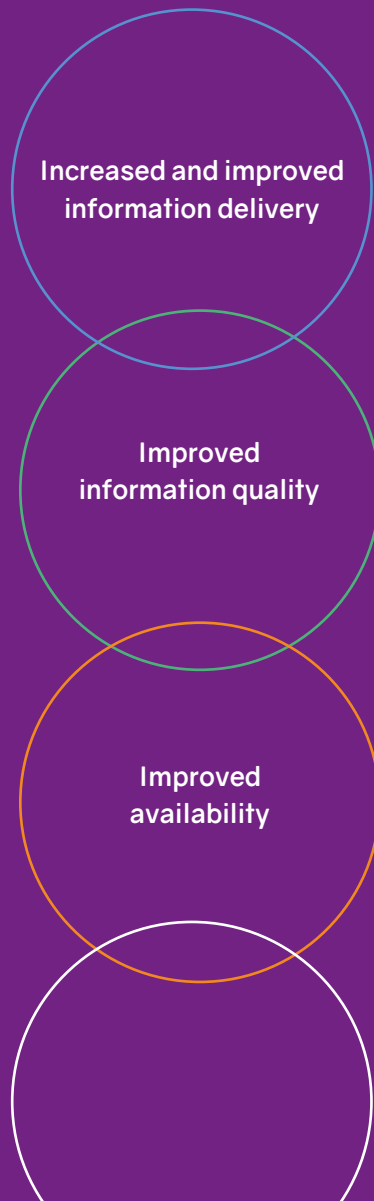 Increased and improved
information delivery
Improved
information quality
Improved
availability